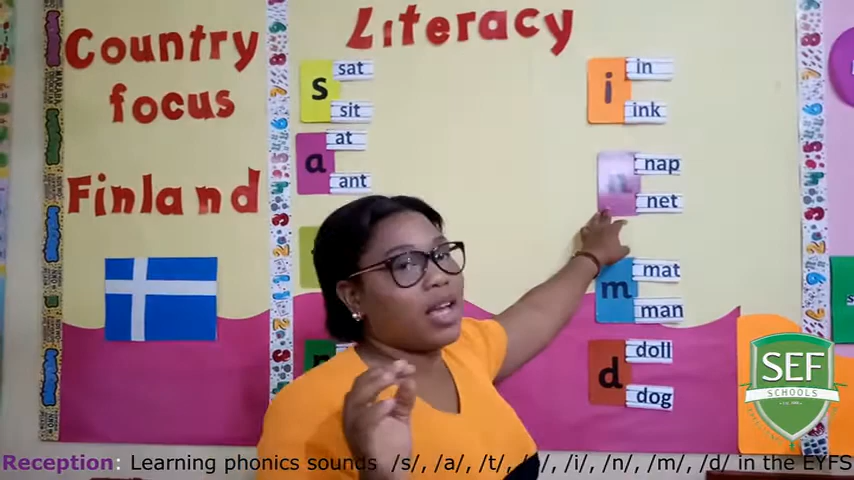 Country
focus
Finland
Literacy
s
sat
sit
a
at
ant
i
in
ink
nap
net
m
mat
man
d
doll
dog
SEF
SCHOOLS
Reception: Learning phonics sounds /s/, /a/, /t/, /i/, /n/, /m/, /d/ in the EYFS